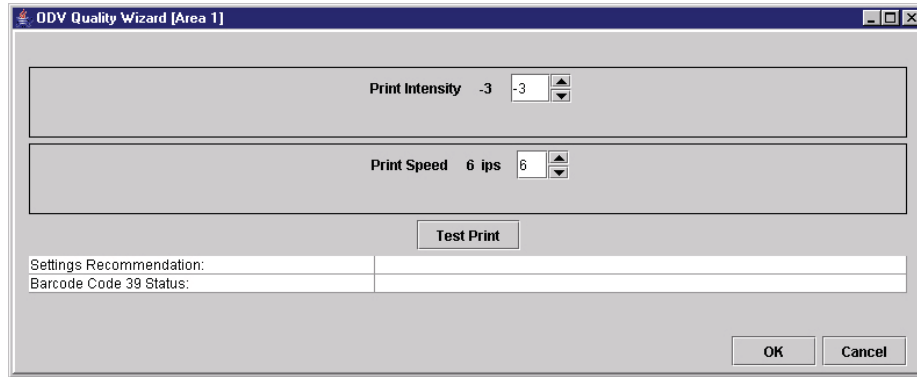 ODV Quality Wizard [Area 1]
Print Intensity -3 -3
Print Speed 6 ips 6
Test Print
Settings Recommendation:
Barcode Code 39 Status:
OK Cancel